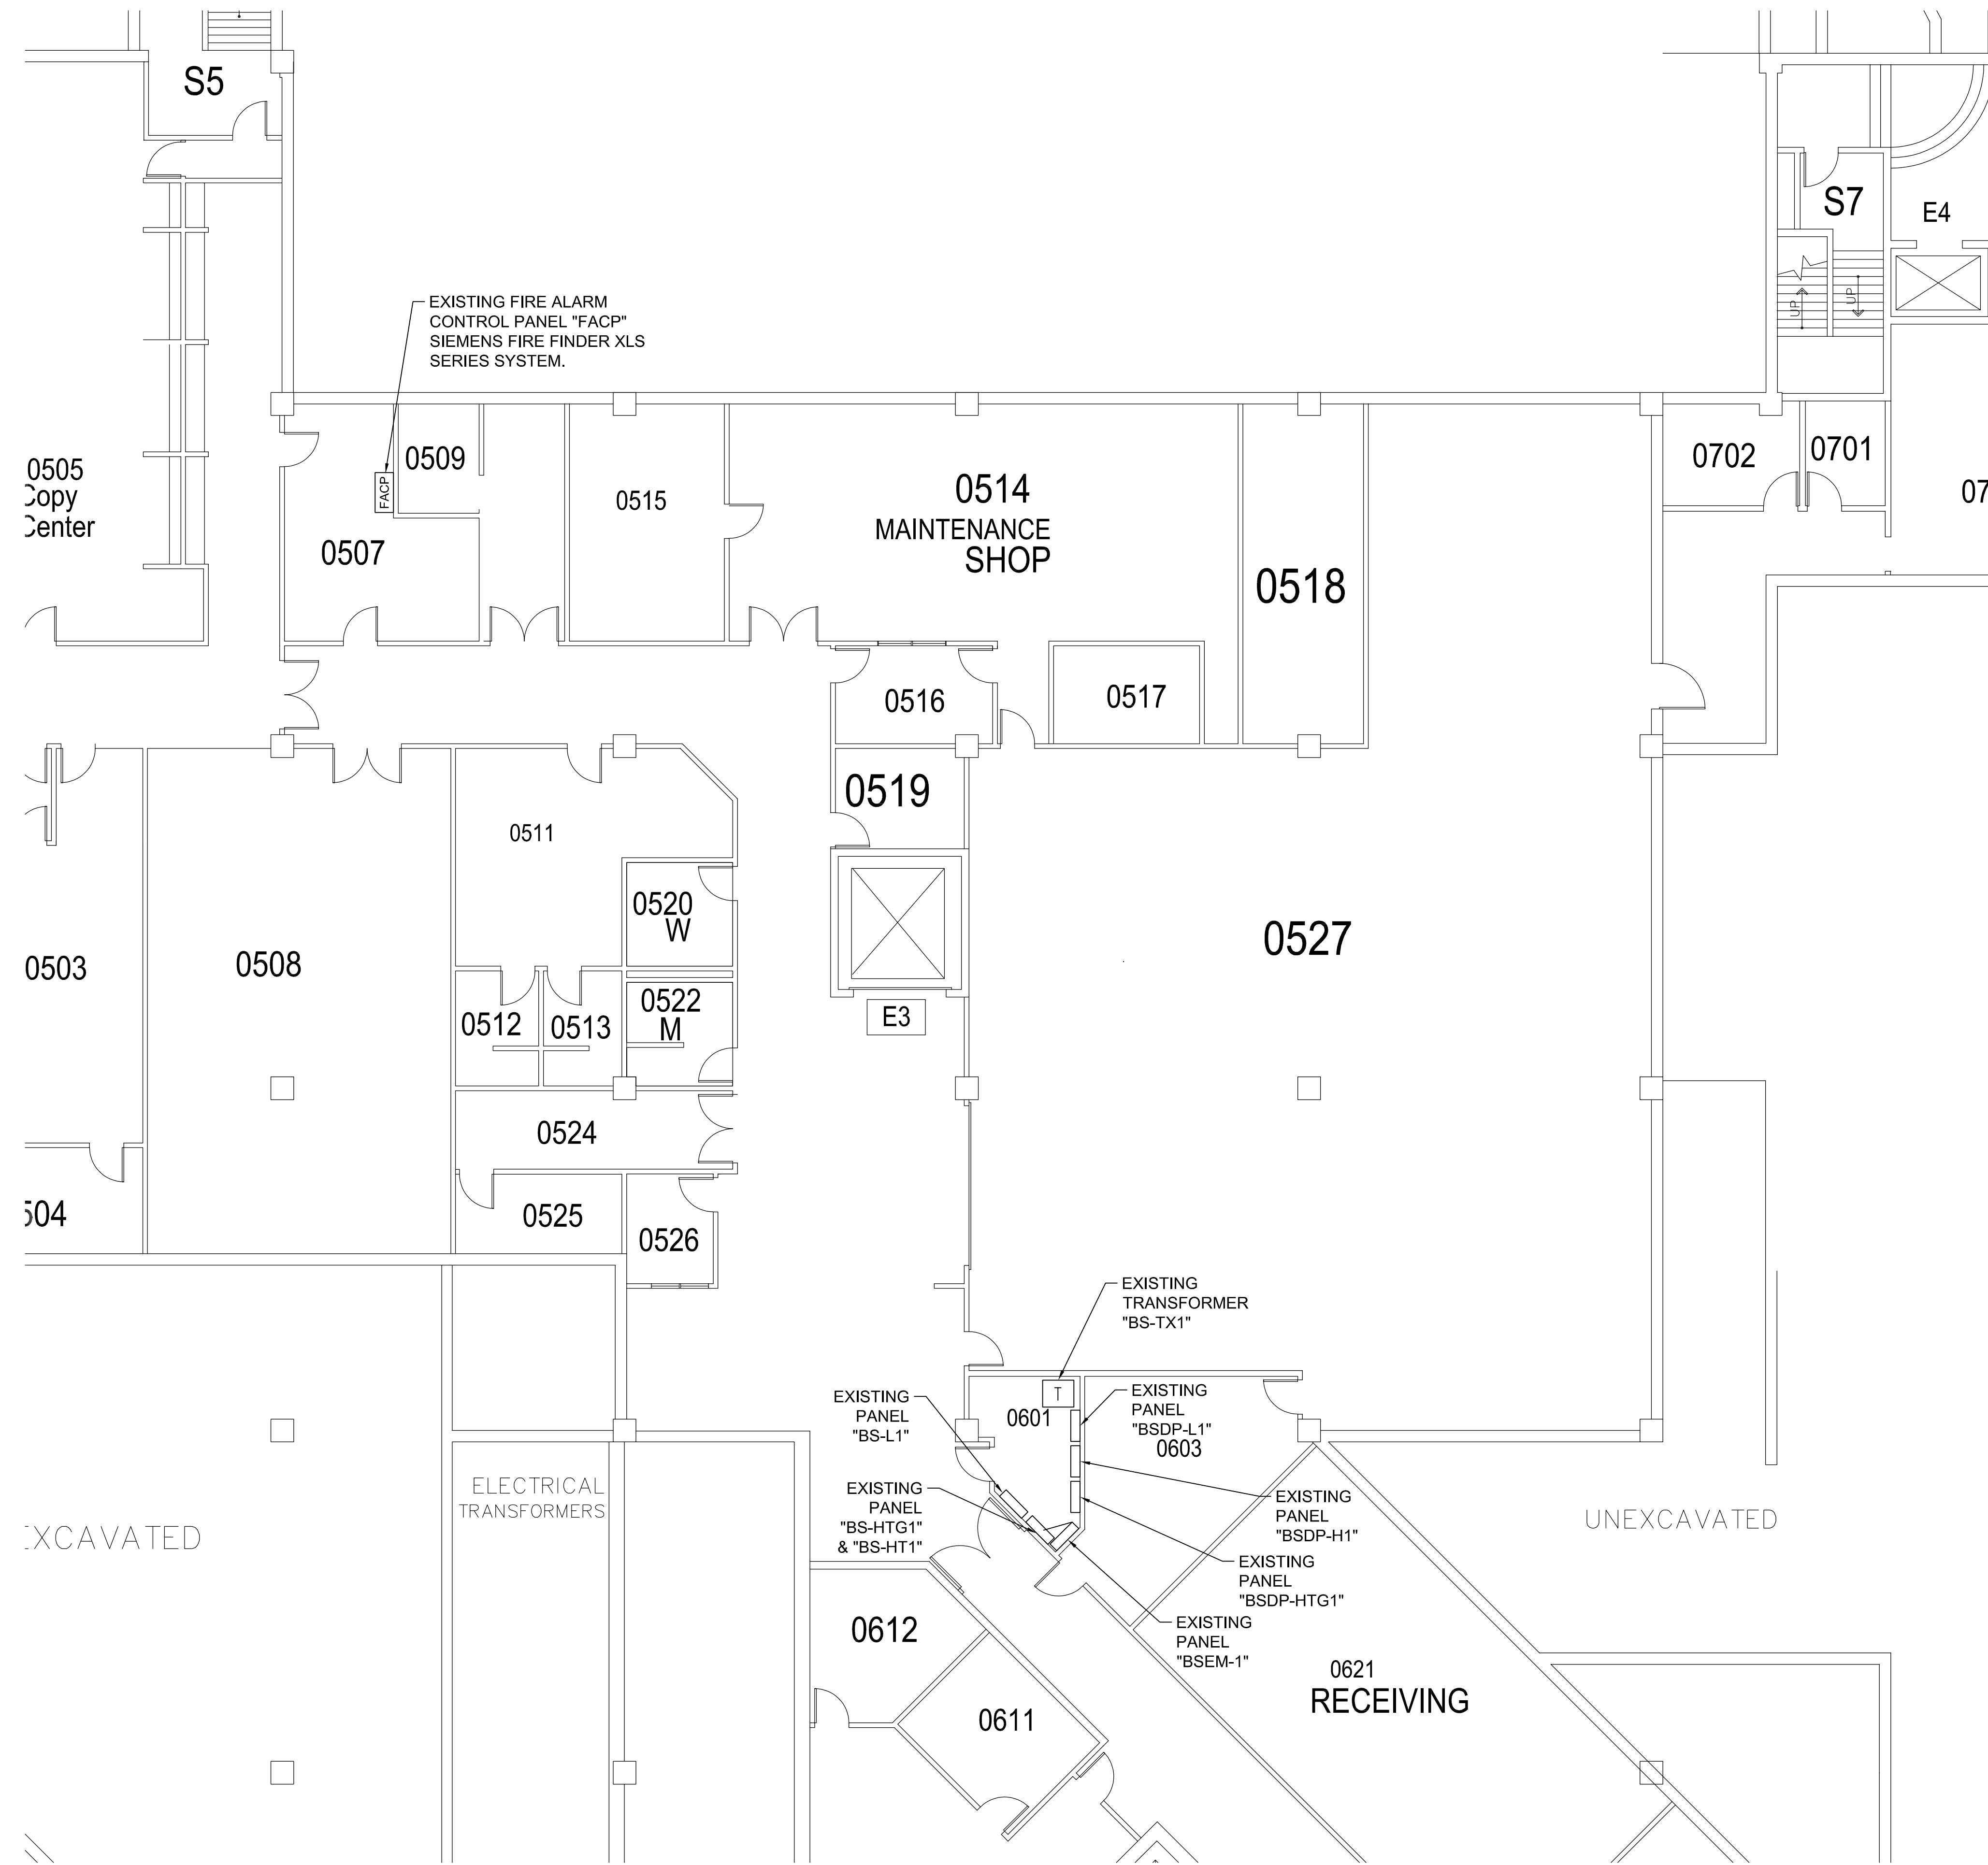 S5
S7
E4
UP
UP
EXISTING FIRE ALARM
CONTROL PANEL "FACP"
SIEMENS FIRE FINDER XLS
SERIES SYSTEM.
FACP
0505
Copy
Center
0507
0509
0515
0514
MAINTENANCE
SHOP
0518
0702
0701
07
0516
0517
0519
0511
0520
W
0503
0508
0527
0512
0513
0522
M
E3
0524
0525
0526
504
EXISTING
TRANSFORMER
"BS-TX1"
T
0601
EXISTING
PANEL
"BS-L1"
EXISTING
PANEL
"BSDP-L1"
0603
EXISTING
PANEL
"BS-HTG1"
& "BS-HT1"
EXISTING
PANEL
"BSDP-H1"
EXISTING
PANEL
"BSDP-HTG1"
EXISTING
PANEL
"BSEM-1"
ELECTRICAL
TRANSFORMERS
EXCAVATED
UNEXCAVATED
0612
0611
0621
RECEIVING